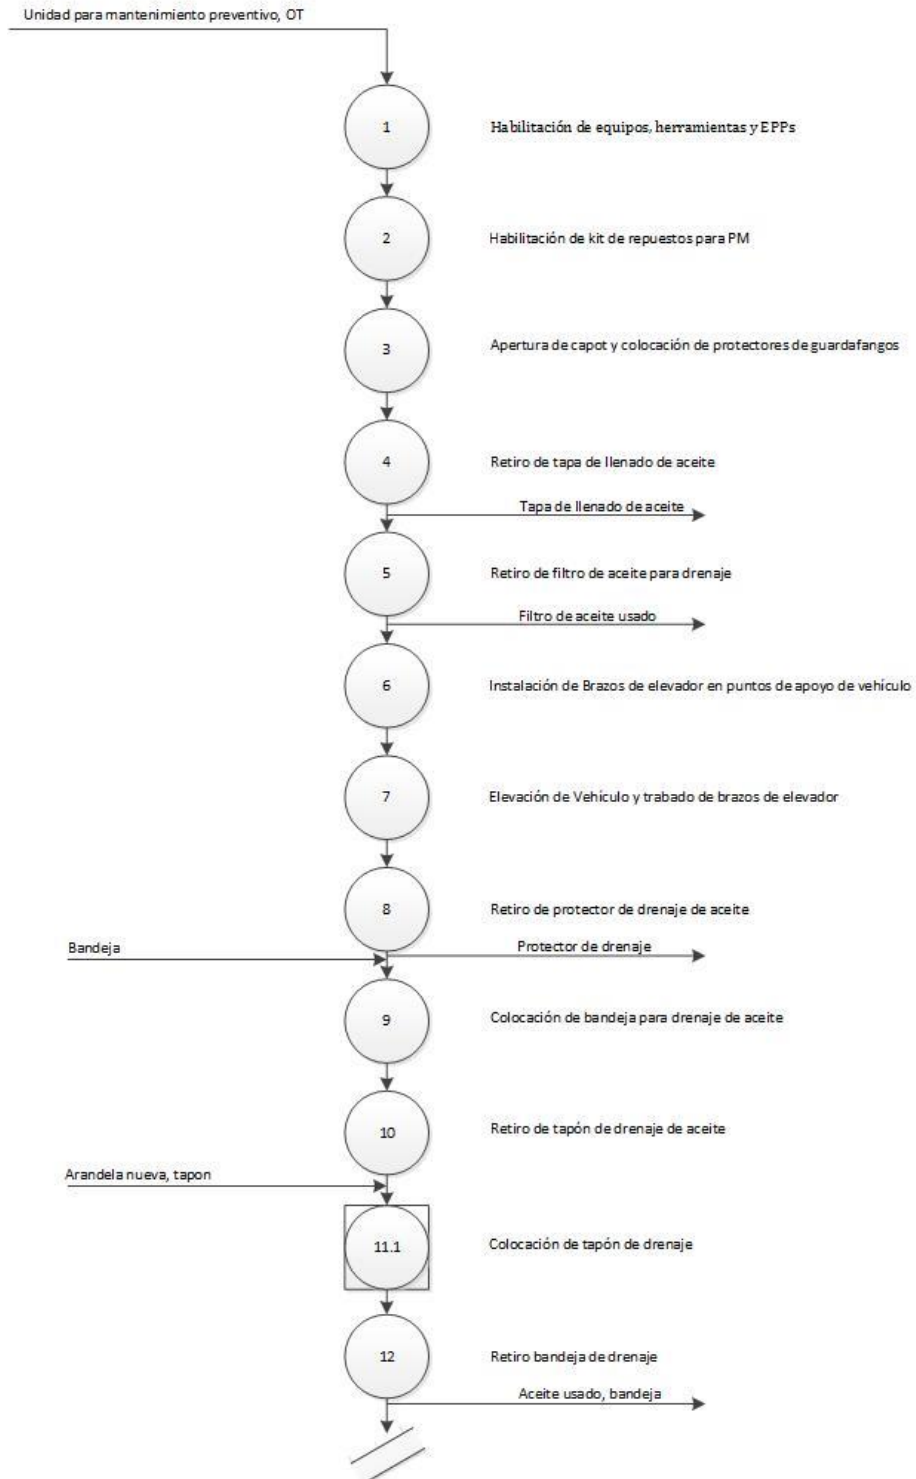 Unidad para mantenimiento preventivo, OT
1
Habilitación de equipos, herramientas y EPPs
2
Habilitación de kit de repuestos para PM
3
Apertura de capot y colocación de protectores de guardafangos
4
Retiro de tapa de llenado de aceite
Tapa de llenado de aceite
5
Retiro de filtro de aceite para drenaje
Filtro de aceite usado
6
Instalación de Brazos de elevador en puntos de apoyo de vehículo
7
Elevación de Vehículo y trabado de brazos de elevador
8
Retiro de protector de drenaje de aceite
Bandeja
Protector de drenaje
9
Colocación de bandeja para drenaje de aceite
10
Retiro de tapón de drenaje de aceite
Arandela nueva, tapon
11.1
Colocación de tapón de drenaje
12
Retiro bandeja de drenaje
Aceite usado, bandeja